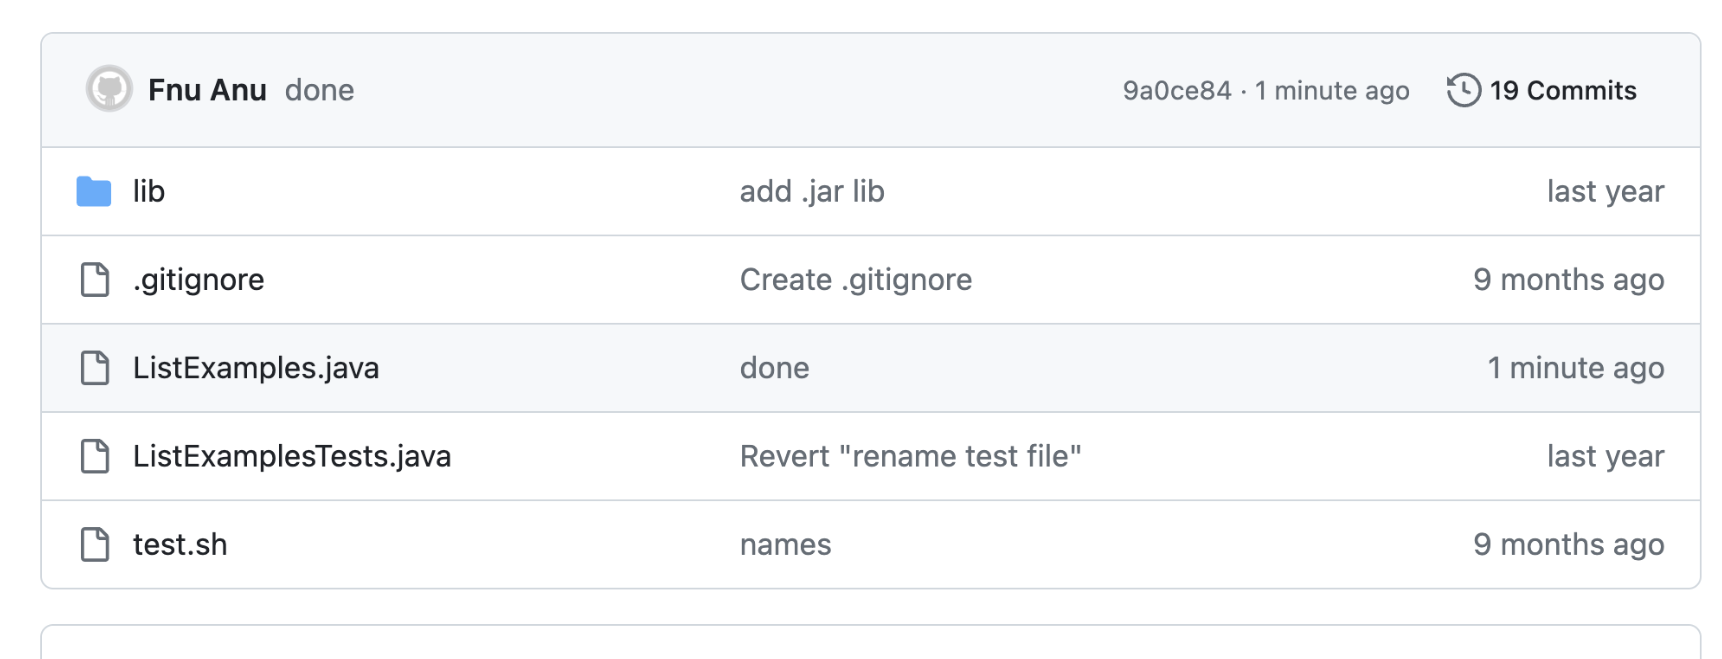 Fnu Anu done 9a0ce84 · 1 minute ago 19 Commits
lib add .jar lib last year
.gitignore Create .gitignore 9 months ago
ListExamples.java done 1 minute ago
ListExamplesTests.java Revert "rename test file" last year
test.sh names 9 months ago